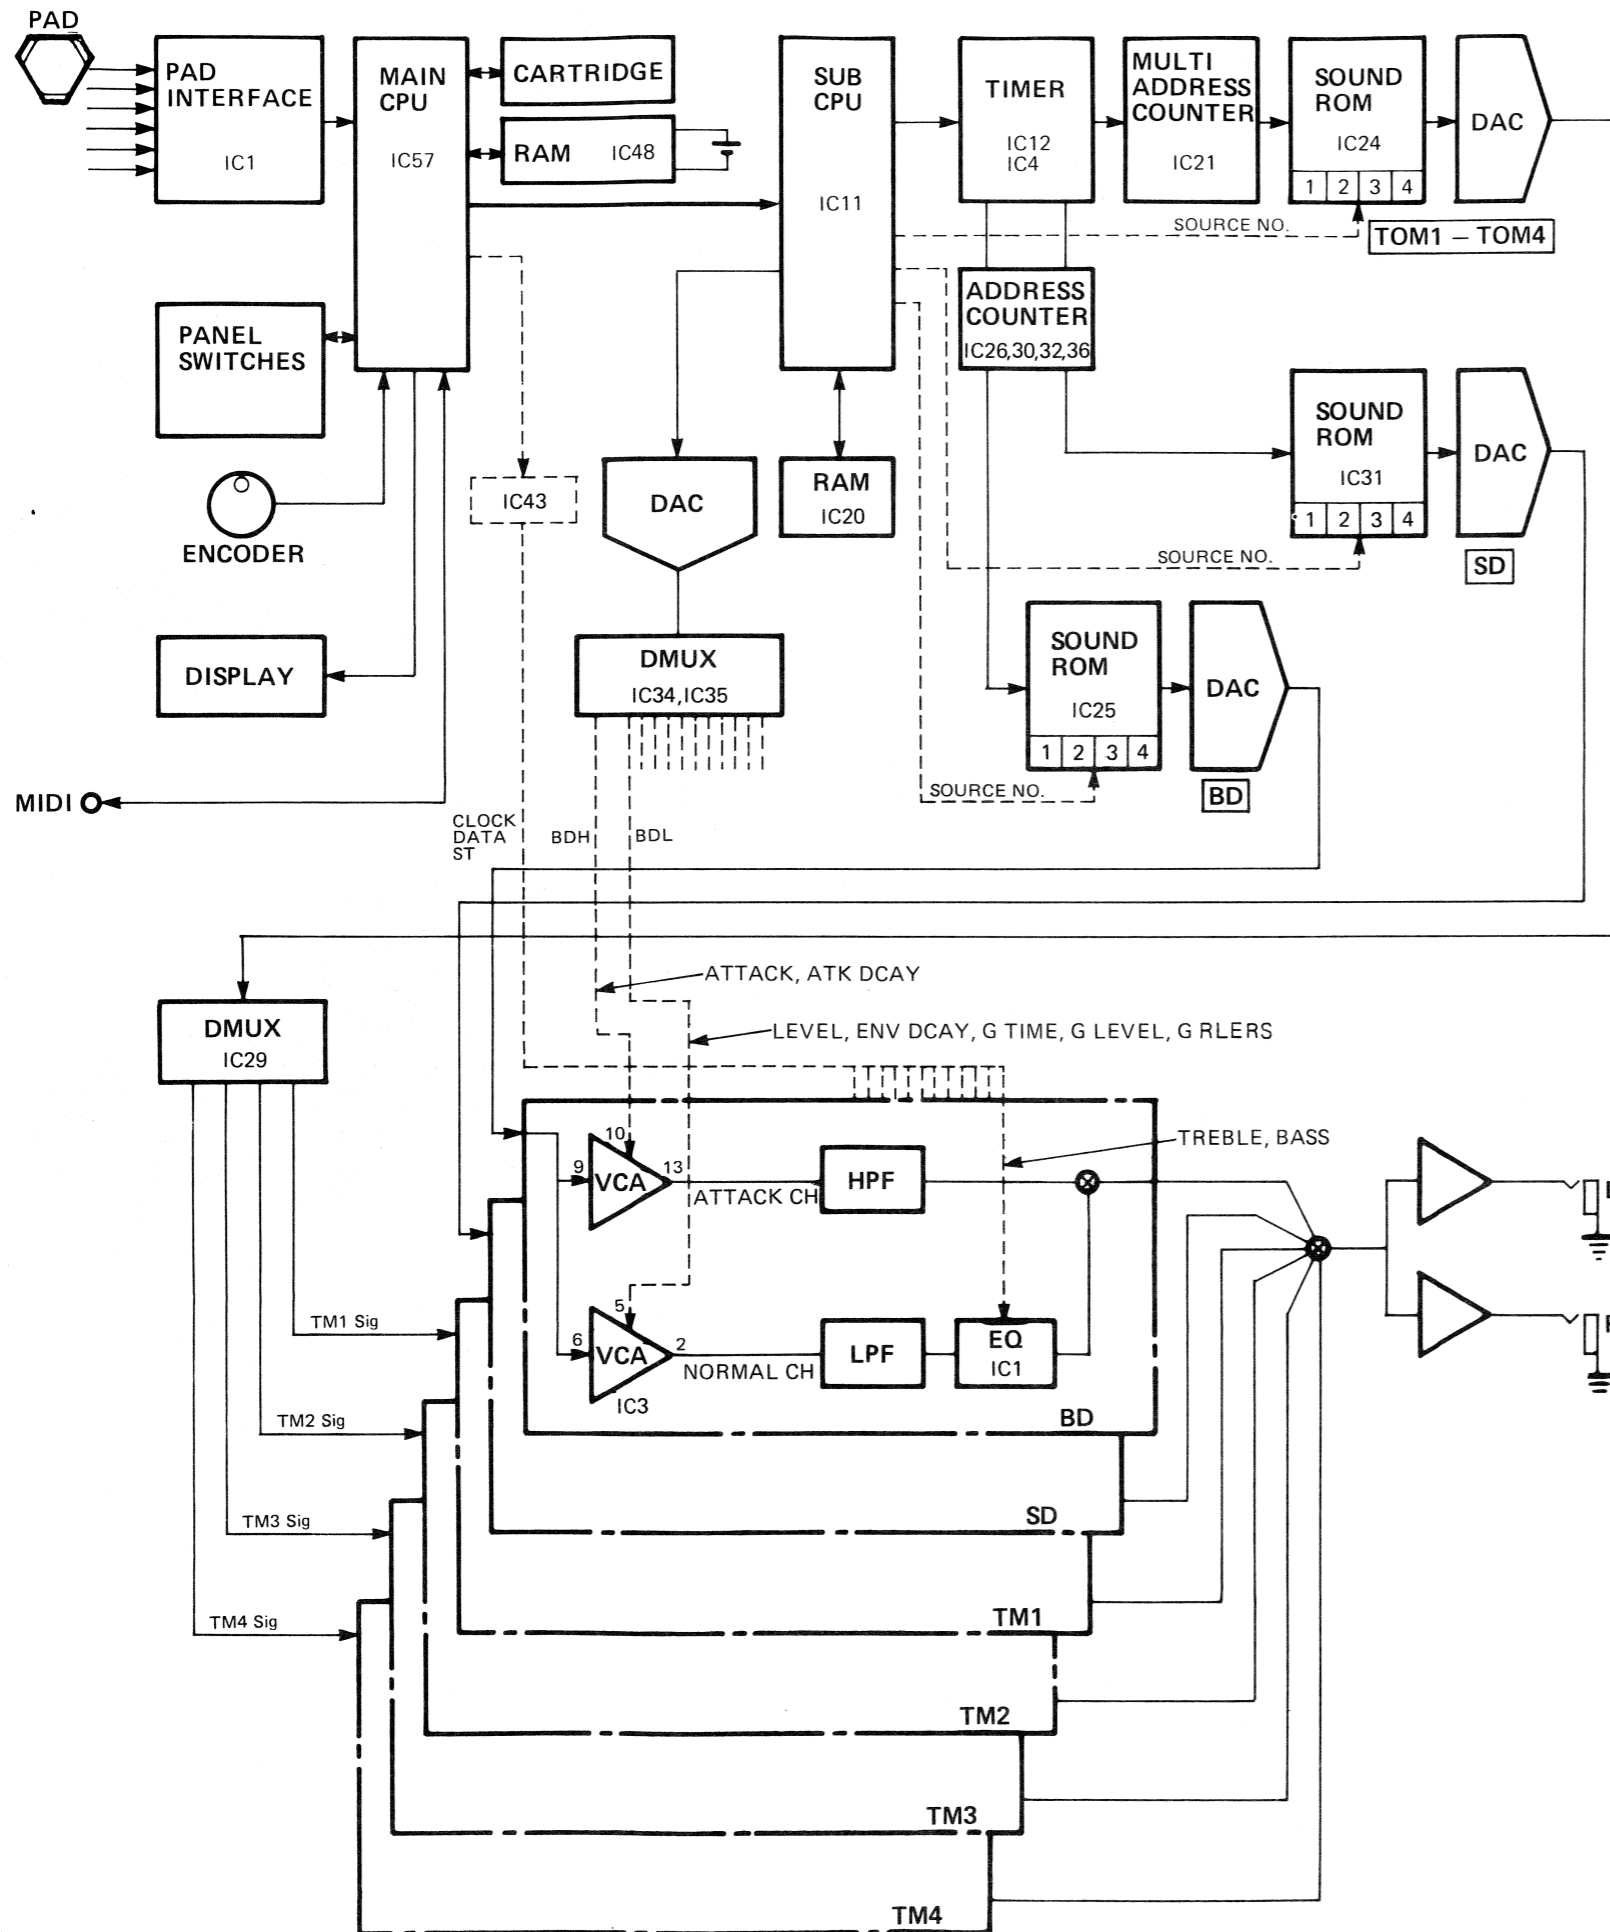 PAD
PAD
INTERFACE
IC1
MAIN
CPU
IC57
CARTRIDGE
RAM IC48
SUB
CPU
IC11
TIMER
IC12
IC4
MULTI
ADDRESS
COUNTER
IC21
SOUND
ROM
IC24
1 2 3 4
DAC
SOURCE NO.
TOM1 – TOM4
ADDRESS
COUNTER
IC26,30,32,36
PANEL
SWITCHES
ENCODER
IC43
DAC
RAM
IC20
SOUND
ROM
IC31
1 2 3 4
DAC
SOURCE NO.
SD
DISPLAY
DMUX
IC34,IC35
SOUND
ROM
IC25
1 2 3 4
DAC
SOURCE NO.
BD
MIDI
CLOCK
DATA
ST
BDH
BDL
ATTACK, ATK DCAY
DMUX
IC29
LEVEL, ENV DCAY, G TIME, G LEVEL, G RLERS
TREBLE, BASS
10
9
VCA
13
ATTACK CH
HPF
5
6
VCA
2
NORMAL CH
IC3
LPF
EQ
IC1
BD
TM1 Sig
TM2 Sig
SD
TM3 Sig
TM1
TM4 Sig
TM2
TM3
TM4